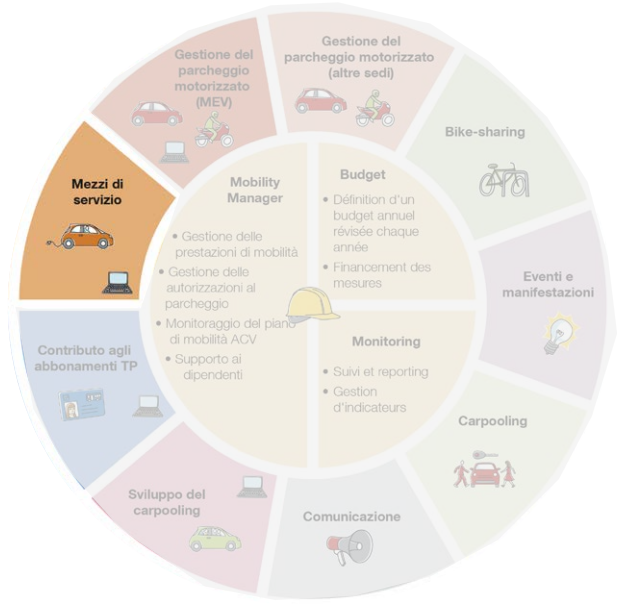 Gestione del
parcheggio
motorizzato
(MEV)
Gestione del
parcheggio motorizzato
(altre sedi)
Bike-sharing
Eventi e
manifestazioni
Carpooling
Comunicazione
Sviluppo del
carpooling
Contributo agli
abbonamenti TP
Mezzi di
servizio
Mobility
Manager
• Gestione delle
prestazioni di mobilità
• Gestione delle
autorizzazioni al
parcheggio
• Monitoraggio del piano
di mobilità ACV
• Supporto ai
dipendenti
Budget
• Définition d'un
budget annuel
révisée chaque
année
• Financement des
mesures
Monitoring
• Suivi et reporting
• Gestion
d'indicateurs